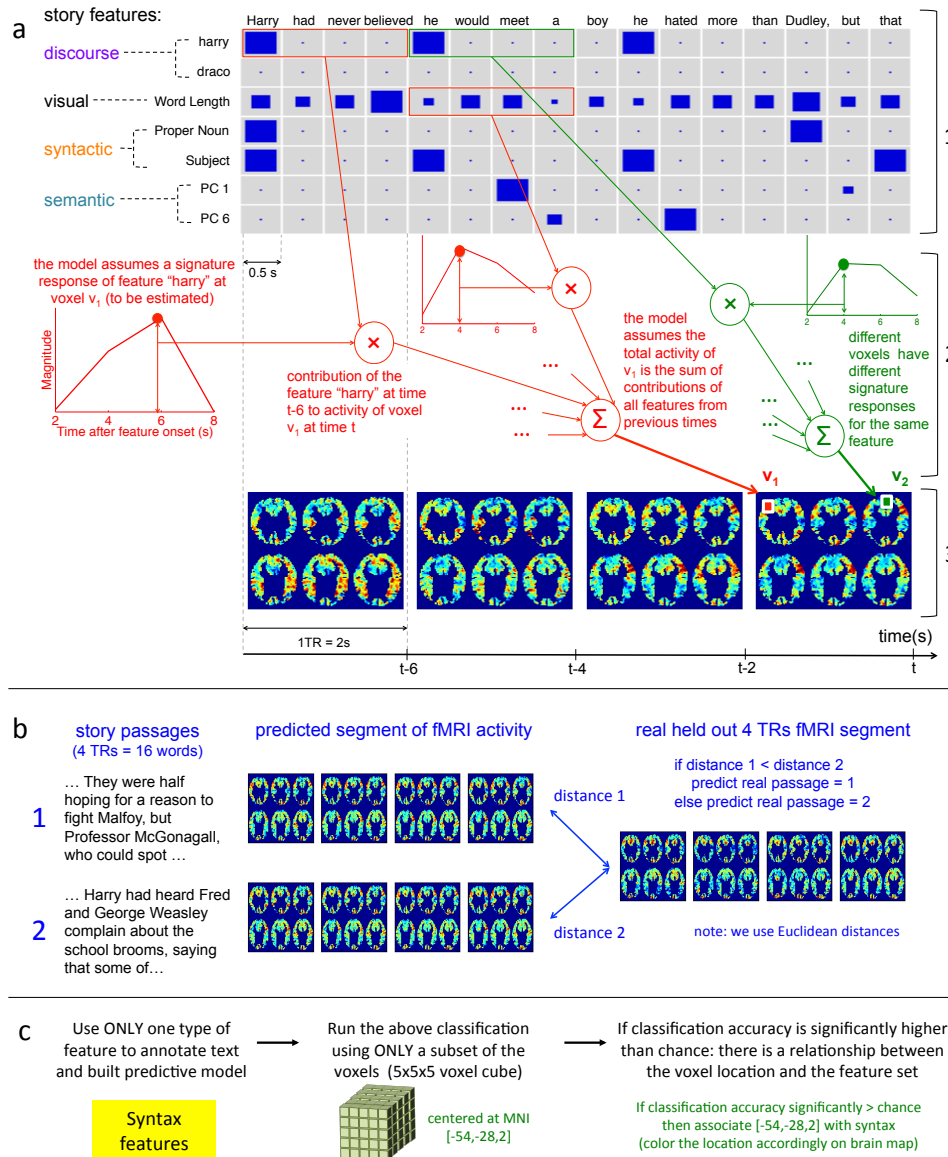 story features:
a
Harry had never believed he would meet a boy he hated more than Dudley, but that
discourse
harry
draco
visual
Word Length
syntactic
Proper Noun
Subject
semantic
PC 1
PC 6
0.5 s
the model assumes a signature
response of feature “harry” at
voxel v1 (to be estimated)
Magnitude
2 4 6 8
Time after feature onset (s)
×
contribution of the
feature “harry” at time
t-6 to activity of voxel
v1 at time t
2 4 6 8
×
the model
assumes the
total activity of
v1 is the sum of
contributions of
all features from
previous times
...
...
...
Σ
×
2 4 6 8
different
voxels have
different
signature
responses
for the same
feature
...
...
Σ
v1
v2
3
1TR = 2s
time(s)
t-6 t-4 t-2 t
b
story passages
(4 TRs = 16 words)
predicted segment of fMRI activity
real held out 4 TRs fMRI segment
1
… They were half
hoping for a reason to
fight Malfoy, but
Professor McGonagall,
who could spot …
distance 1
if distance 1 < distance 2
predict real passage = 1
else predict real passage = 2
2
… Harry had heard Fred
and George Weasley
complain about the
school brooms, saying
that some of…
distance 2
note: we use Euclidean distances
c
Use ONLY one type of
feature to annotate text
and built predictive model
Syntax
features
Run the above classification
using ONLY a subset of the
voxels (5x5x5 voxel cube)
centered at MNI
[-54,-28,2]
If classification accuracy is significantly higher
than chance: there is a relationship between
the voxel location and the feature set
If classification accuracy significantly > chance
then associate [-54,-28,2] with syntax
(color the location accordingly on brain map)